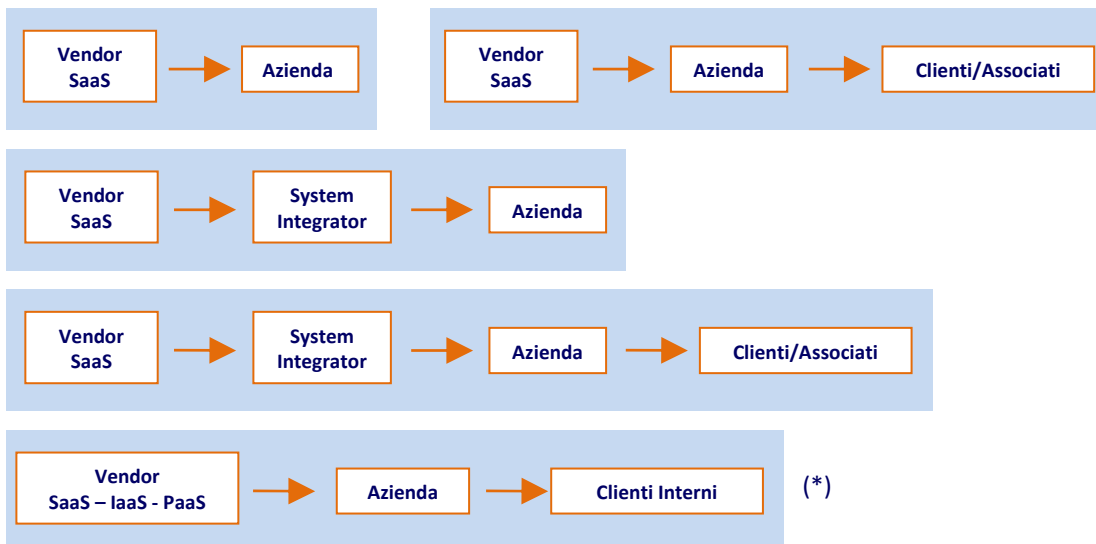 Vendor
SaaS
Azienda
Vendor
SaaS
Azienda
Clienti/Associati
Vendor
SaaS
System
Integrator
Azienda
Vendor
SaaS
System
Integrator
Azienda
Clienti/Associati
Vendor
SaaS – IaaS - PaaS
Azienda
Clienti Interni
(*)